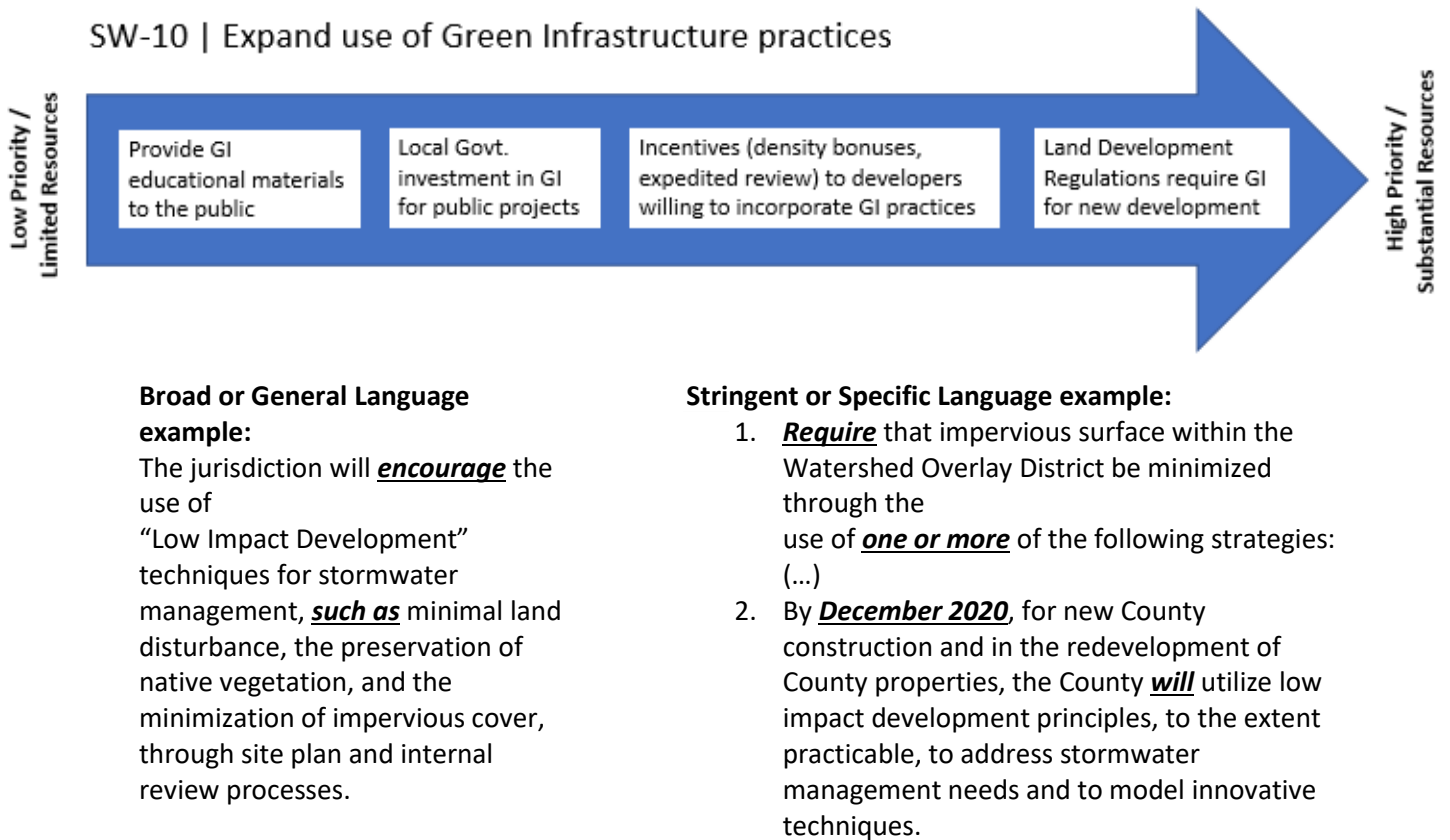 SW-10 | Expand use of Green Infrastructure practices
Low Priority /
Limited Resources
Provide GI
educational materials
to the public
Local Govt.
investment in GI
for public projects
Incentives (density bonuses,
expedited review) to developers
willing to incorporate GI practices
Land Development
Regulations require GI
for new development
High Priority /
Substantial Resources
Broad or General Language
example:
The jurisdiction will encourage the
use of
“Low Impact Development”
techniques for stormwater
management, such as minimal land
disturbance, the preservation of
native vegetation, and the
minimization of impervious cover,
through site plan and internal
review processes.
Stringent or Specific Language example:
1. Require that impervious surface within the
Watershed Overlay District be minimized
through the
use of one or more of the following strategies:
(…)
2. By December 2020, for new County
construction and in the redevelopment of
County properties, the County will utilize low
impact development principles, to the extent
practicable, to address stormwater
management needs and to model innovative
techniques.